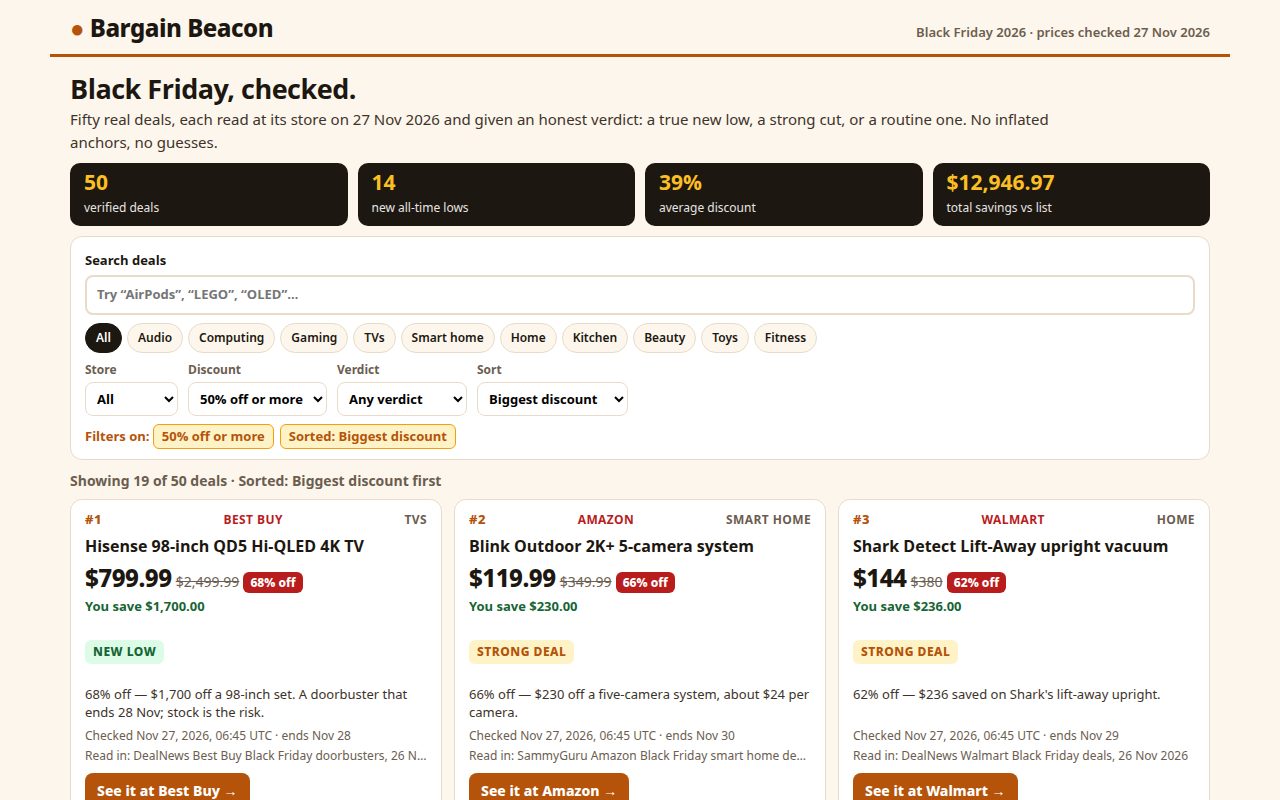 Bargain Beacon
Black Friday 2026 · prices checked 27 Nov 2026
Black Friday, checked.
Fifty real deals, each read at its store on 27 Nov 2026 and given an honest verdict: a true new low, a strong cut, or a routine one. No inflated
anchors, no guesses.
50
verified deals
14
new all-time lows
39%
average discount
$12,946.97
total savings vs list
Search deals
Try “AirPods”, “LEGO”, “OLED”…
All Audio Computing Gaming TVs Smart home Home Kitchen Beauty Toys Fitness
Store Discount Verdict Sort
All 50% off or more Any verdict Biggest discount
Filters on: 50% off or more Sorted: Biggest discount
Showing 19 of 50 deals · Sorted: Biggest discount first
#1 BEST BUY TVS
Hisense 98-inch QD5 Hi-QLED 4K TV
$799.99 $2,499.99 68% off
You save $1,700.00
NEW LOW
68% off — $1,700 off a 98-inch set. A doorbuster that
ends 28 Nov; stock is the risk.
Checked Nov 27, 2026, 06:45 UTC · ends Nov 28
Read in: DealNews Best Buy Black Friday doorbusters, 26 N…
See it at Best Buy →
#2 AMAZON SMART HOME
Blink Outdoor 2K+ 5-camera system
$119.99 $349.99 66% off
You save $230.00
STRONG DEAL
66% off — $230 off a five-camera system, about $24 per
camera.
Checked Nov 27, 2026, 06:45 UTC · ends Nov 30
Read in: SammyGuru Amazon Black Friday smart home de…
See it at Amazon →
#3 WALMART HOME
Shark Detect Lift-Away upright vacuum
$144 $380 62% off
You save $236.00
STRONG DEAL
62% off — $236 saved on Shark's lift-away upright.
Checked Nov 27, 2026, 06:45 UTC · ends Nov 29
Read in: DealNews Walmart Black Friday deals, 26 Nov 2026
See it at Walmart →